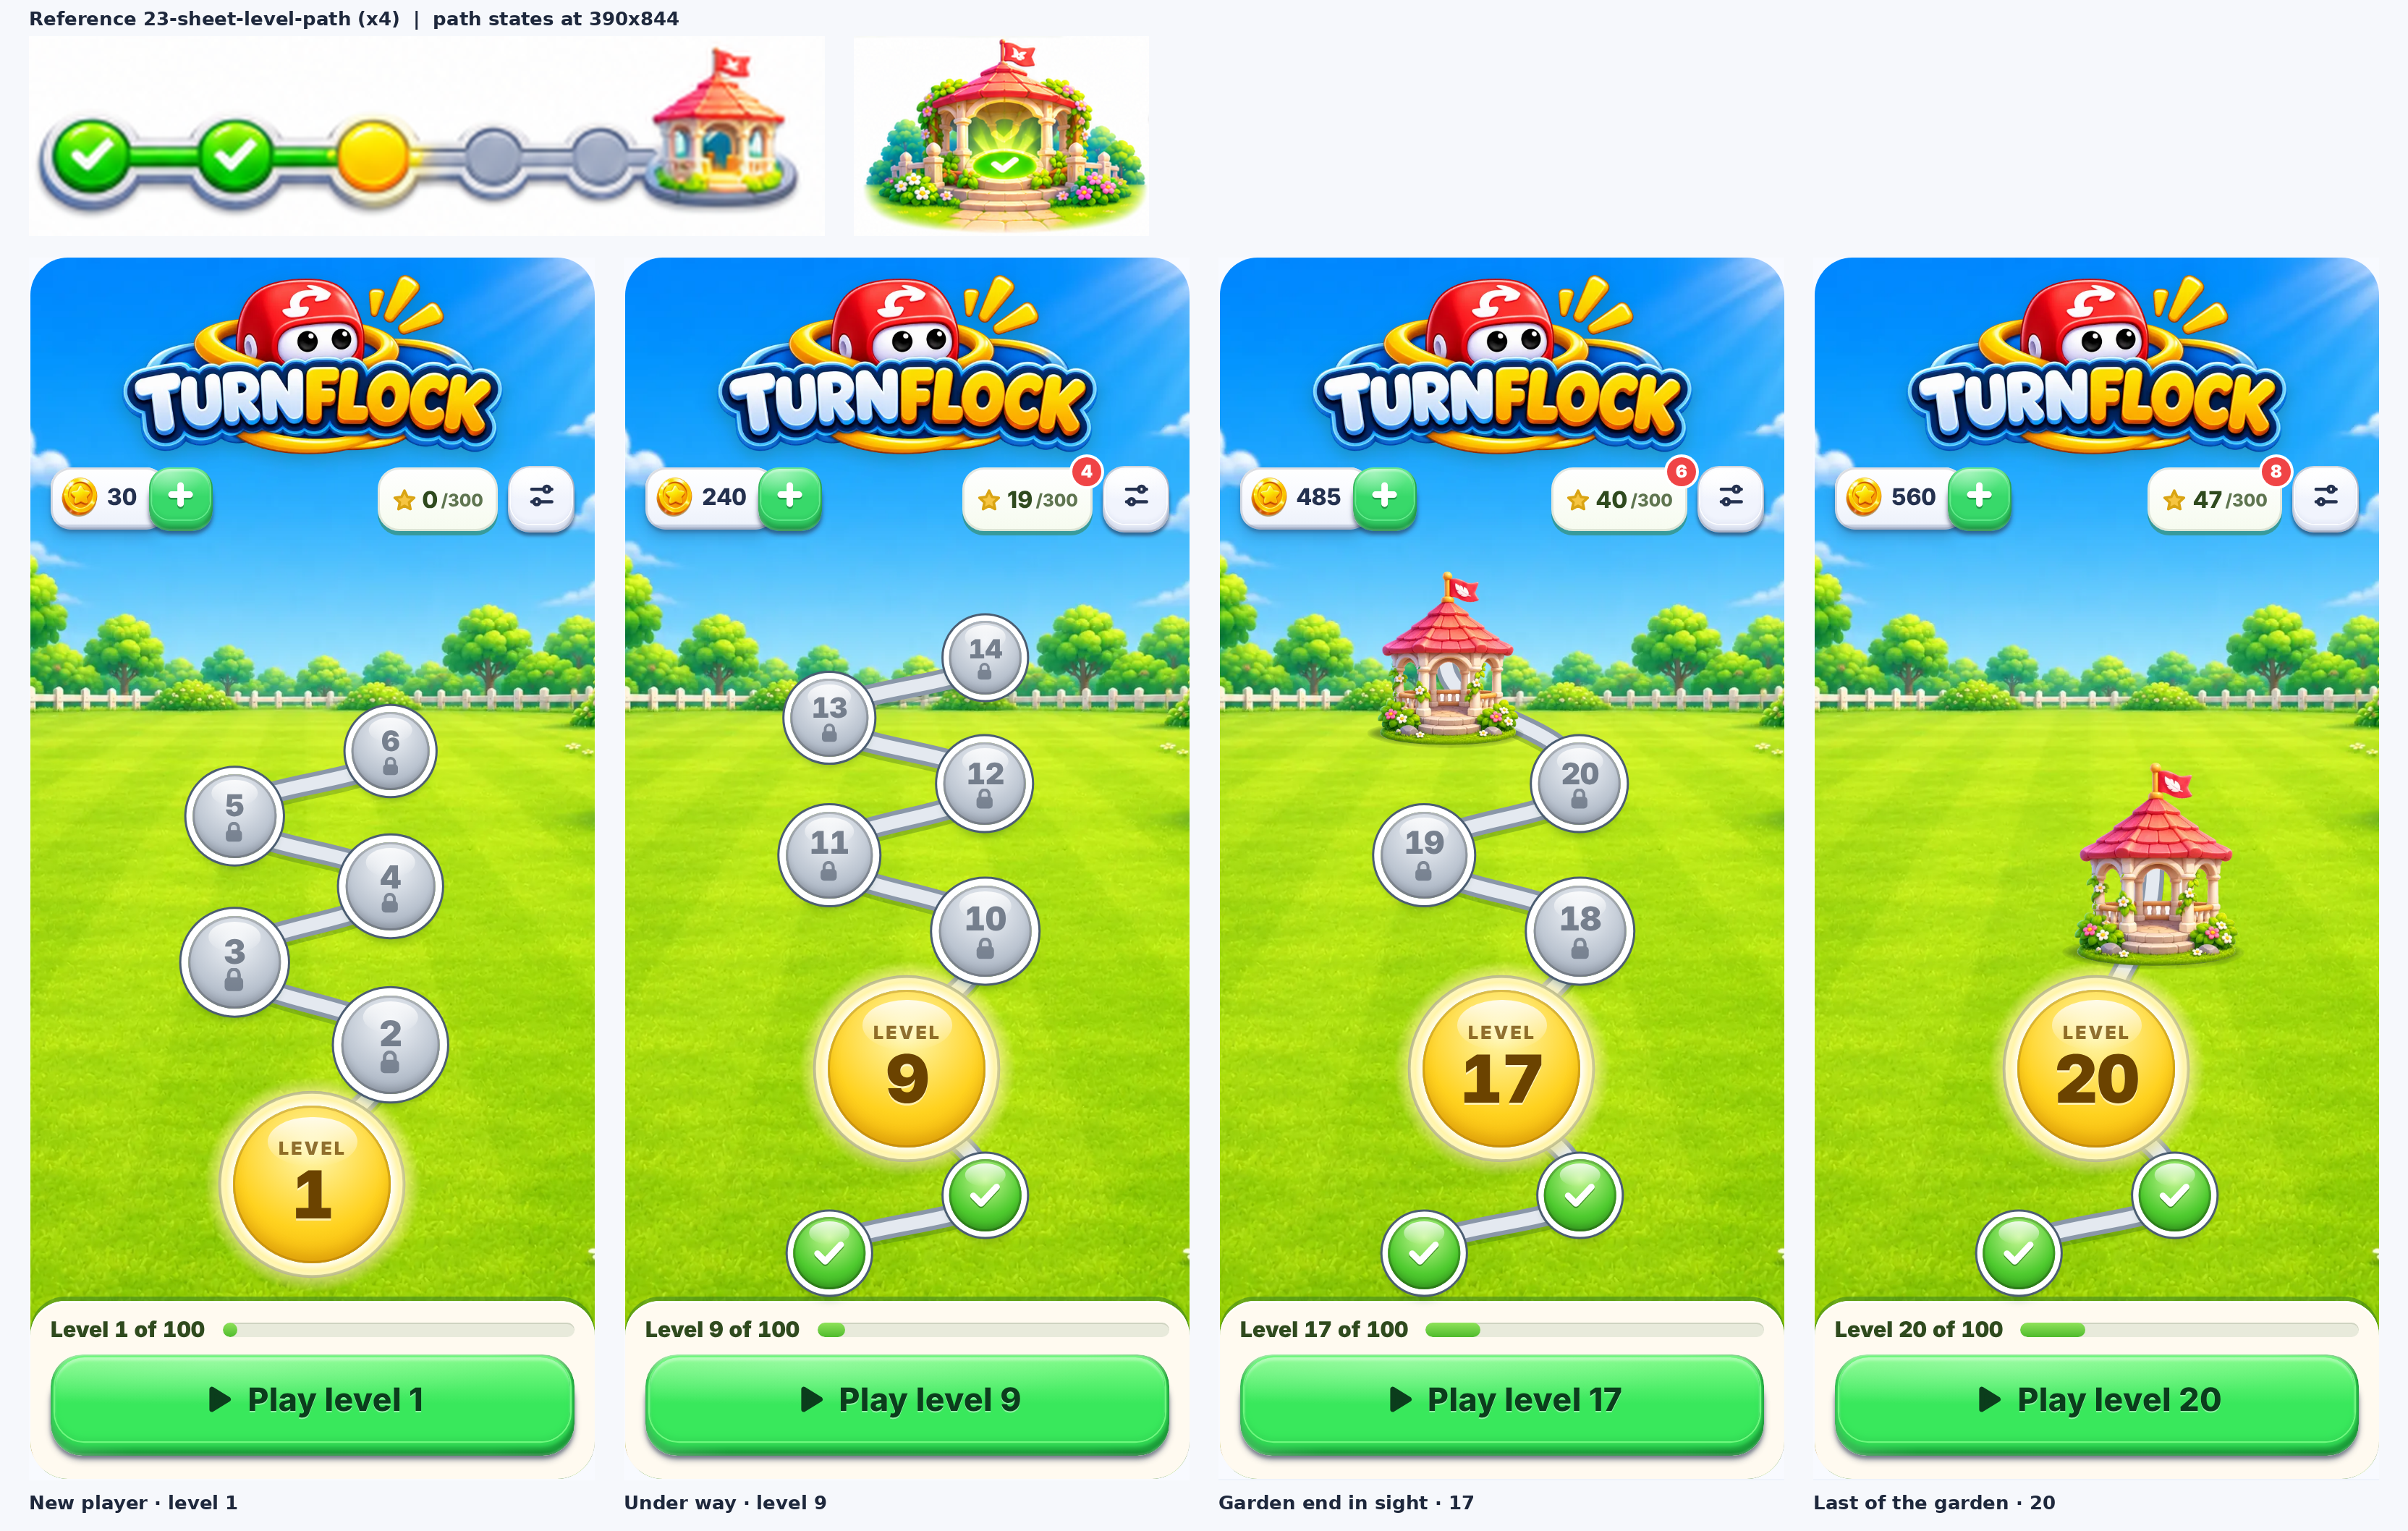 Reference 23-sheet-level-path (x4) | path states at 390x844
TURNFLOCK
30
0/300
6
5
4
3
2
LEVEL
1
Level 1 of 100
Play level 1
New player · level 1
TURNFLOCK
240
19/300
4
14
13
12
11
10
LEVEL
9
Level 9 of 100
Play level 9
Under way · level 9
TURNFLOCK
485
40/300
6
20
19
18
LEVEL
17
Level 17 of 100
Play level 17
Garden end in sight · 17
TURNFLOCK
560
47/300
8
LEVEL
20
Level 20 of 100
Play level 20
Last of the garden · 20